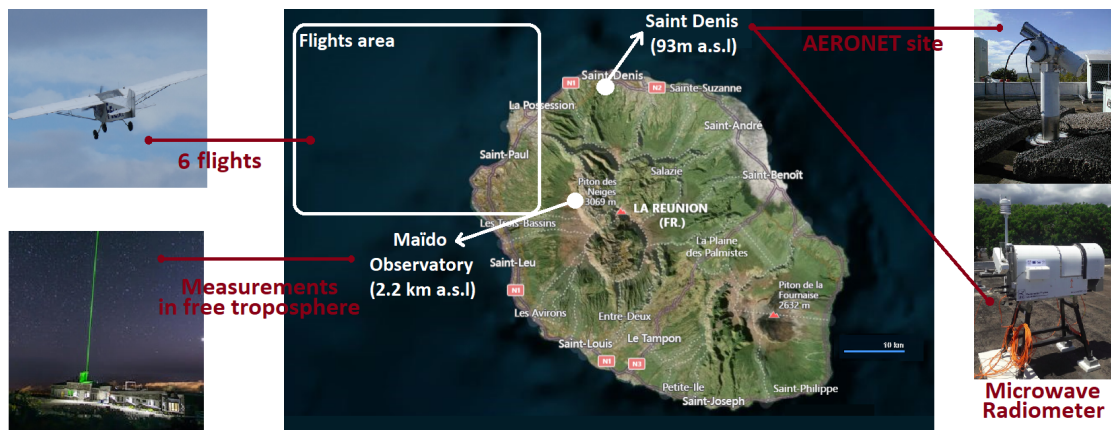 Flights area
Saint Denis
(93m a.s.l)
AERONET site
6 flights
Maïdo
Observatory
(2.2 km a.s.l)
Measurements
in free troposphere
Microwave
Radiometer
N1
Saint-Denis
N2
Sainte-Suzanne
La Possession
Saint-André
Saint-Paul
Salazie
Saint-Benoît
Piton des
Neiges
3069 m
LA REUNION
(FR.)
Les Trois-Bassins
La Plaine
des Palmistes
Saint-Leu
N1
Piton de la
Fournaise
2632 m
Les Avirons
Entre-Deux
Saint-Louis
Le Tampon
10 km
N1
N3
Petite-Ile
Saint-Joseph
Saint-Philippe